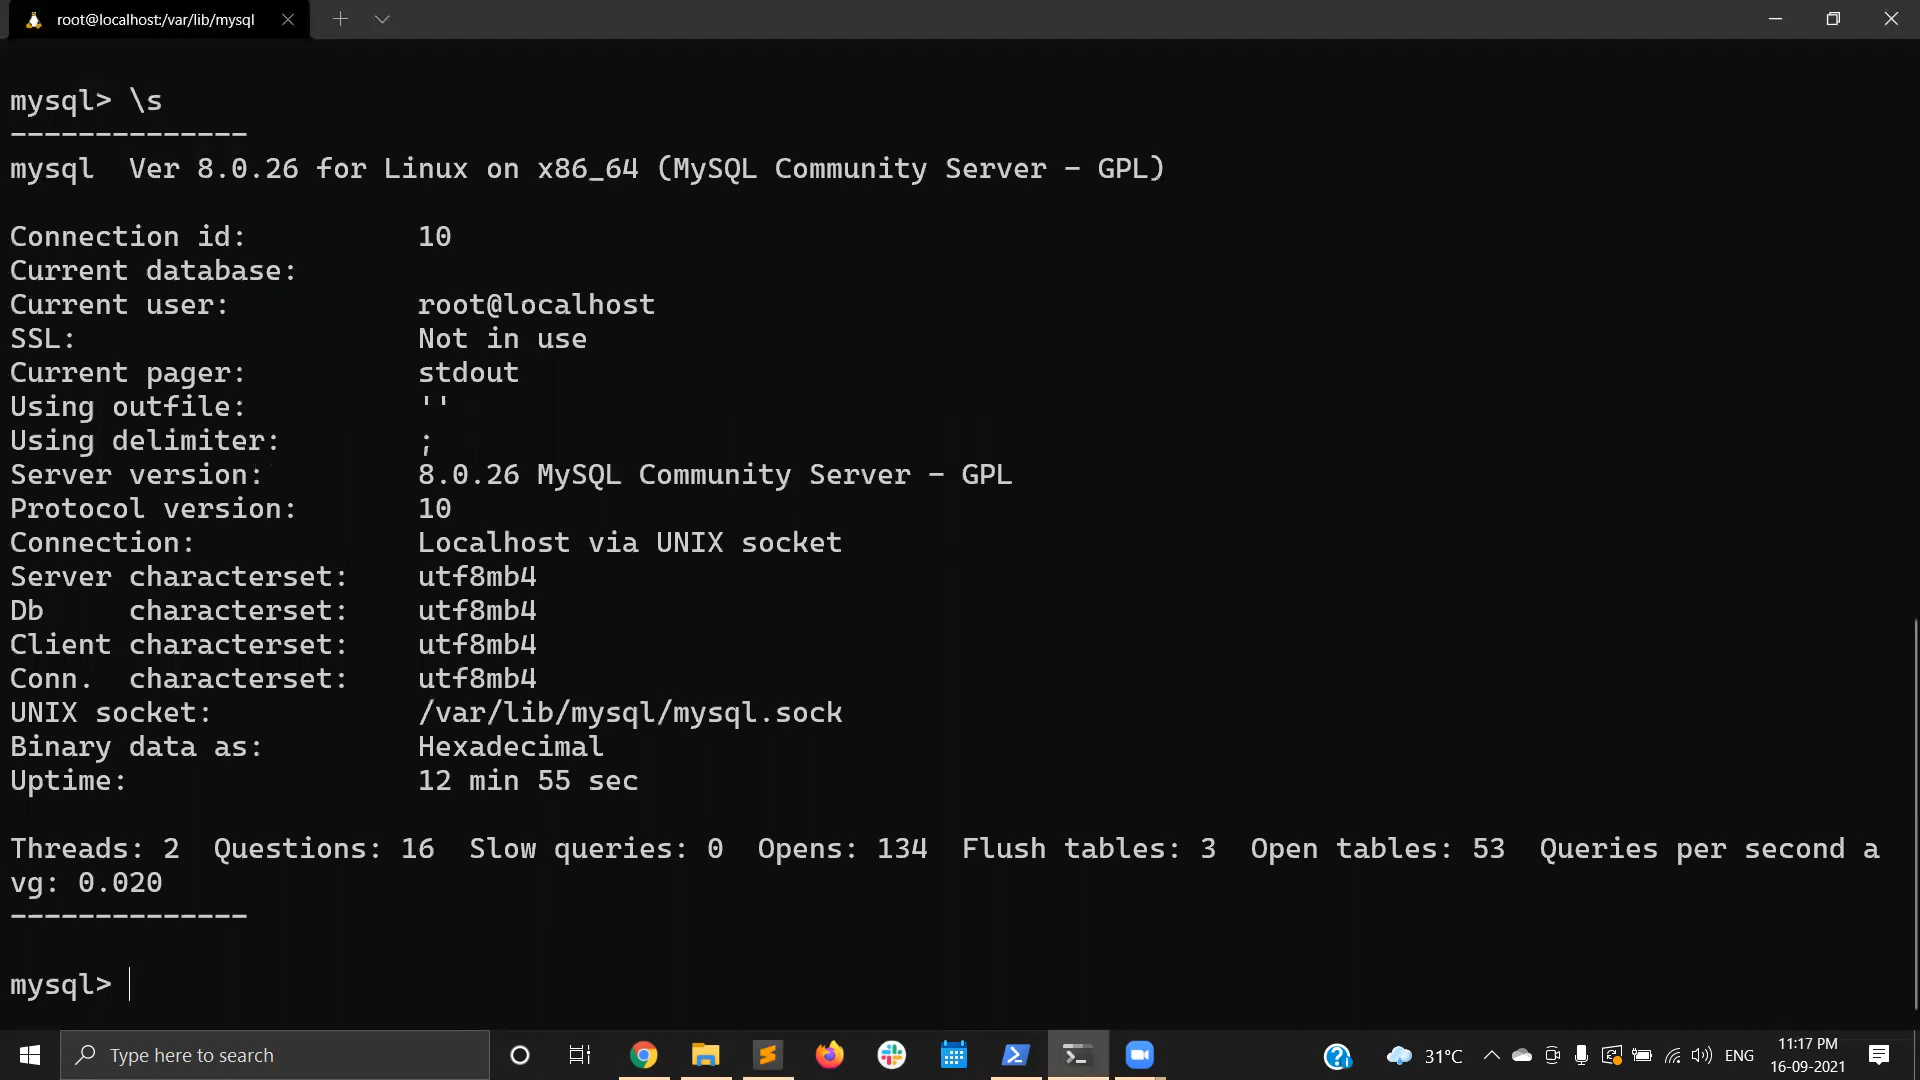 root@localhost:/var/lib/mysql
mysql> \s
--------------
mysql  Ver 8.0.26 for Linux on x86_64 (MySQL Community Server - GPL)
Connection id:          10
Current database:
Current user:           root@localhost
SSL:                    Not in use
Current pager:          stdout
Using outfile:          ''
Using delimiter:        ;
Server version:         8.0.26 MySQL Community Server - GPL
Protocol version:       10
Connection:             Localhost via UNIX socket
Server characterset:    utf8mb4
Db     characterset:    utf8mb4
Client characterset:    utf8mb4
Conn.  characterset:    utf8mb4
UNIX socket:            /var/lib/mysql/mysql.sock
Binary data as:         Hexadecimal
Uptime:                 12 min 55 sec
Threads: 2  Questions: 16  Slow queries: 0  Opens: 134  Flush tables: 3  Open tables: 53  Queries per second a
vg: 0.020
--------------
mysql>
Type here to search
31°C
ENG
11:17 PM
16-09-2021